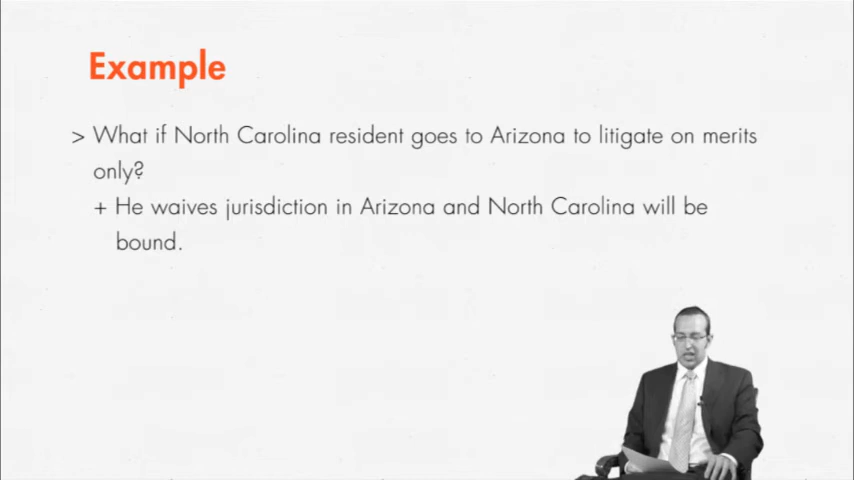 Example
> What if North Carolina resident goes to Arizona to litigate on merits
only?
+ He waives jurisdiction in Arizona and North Carolina will be
bound.